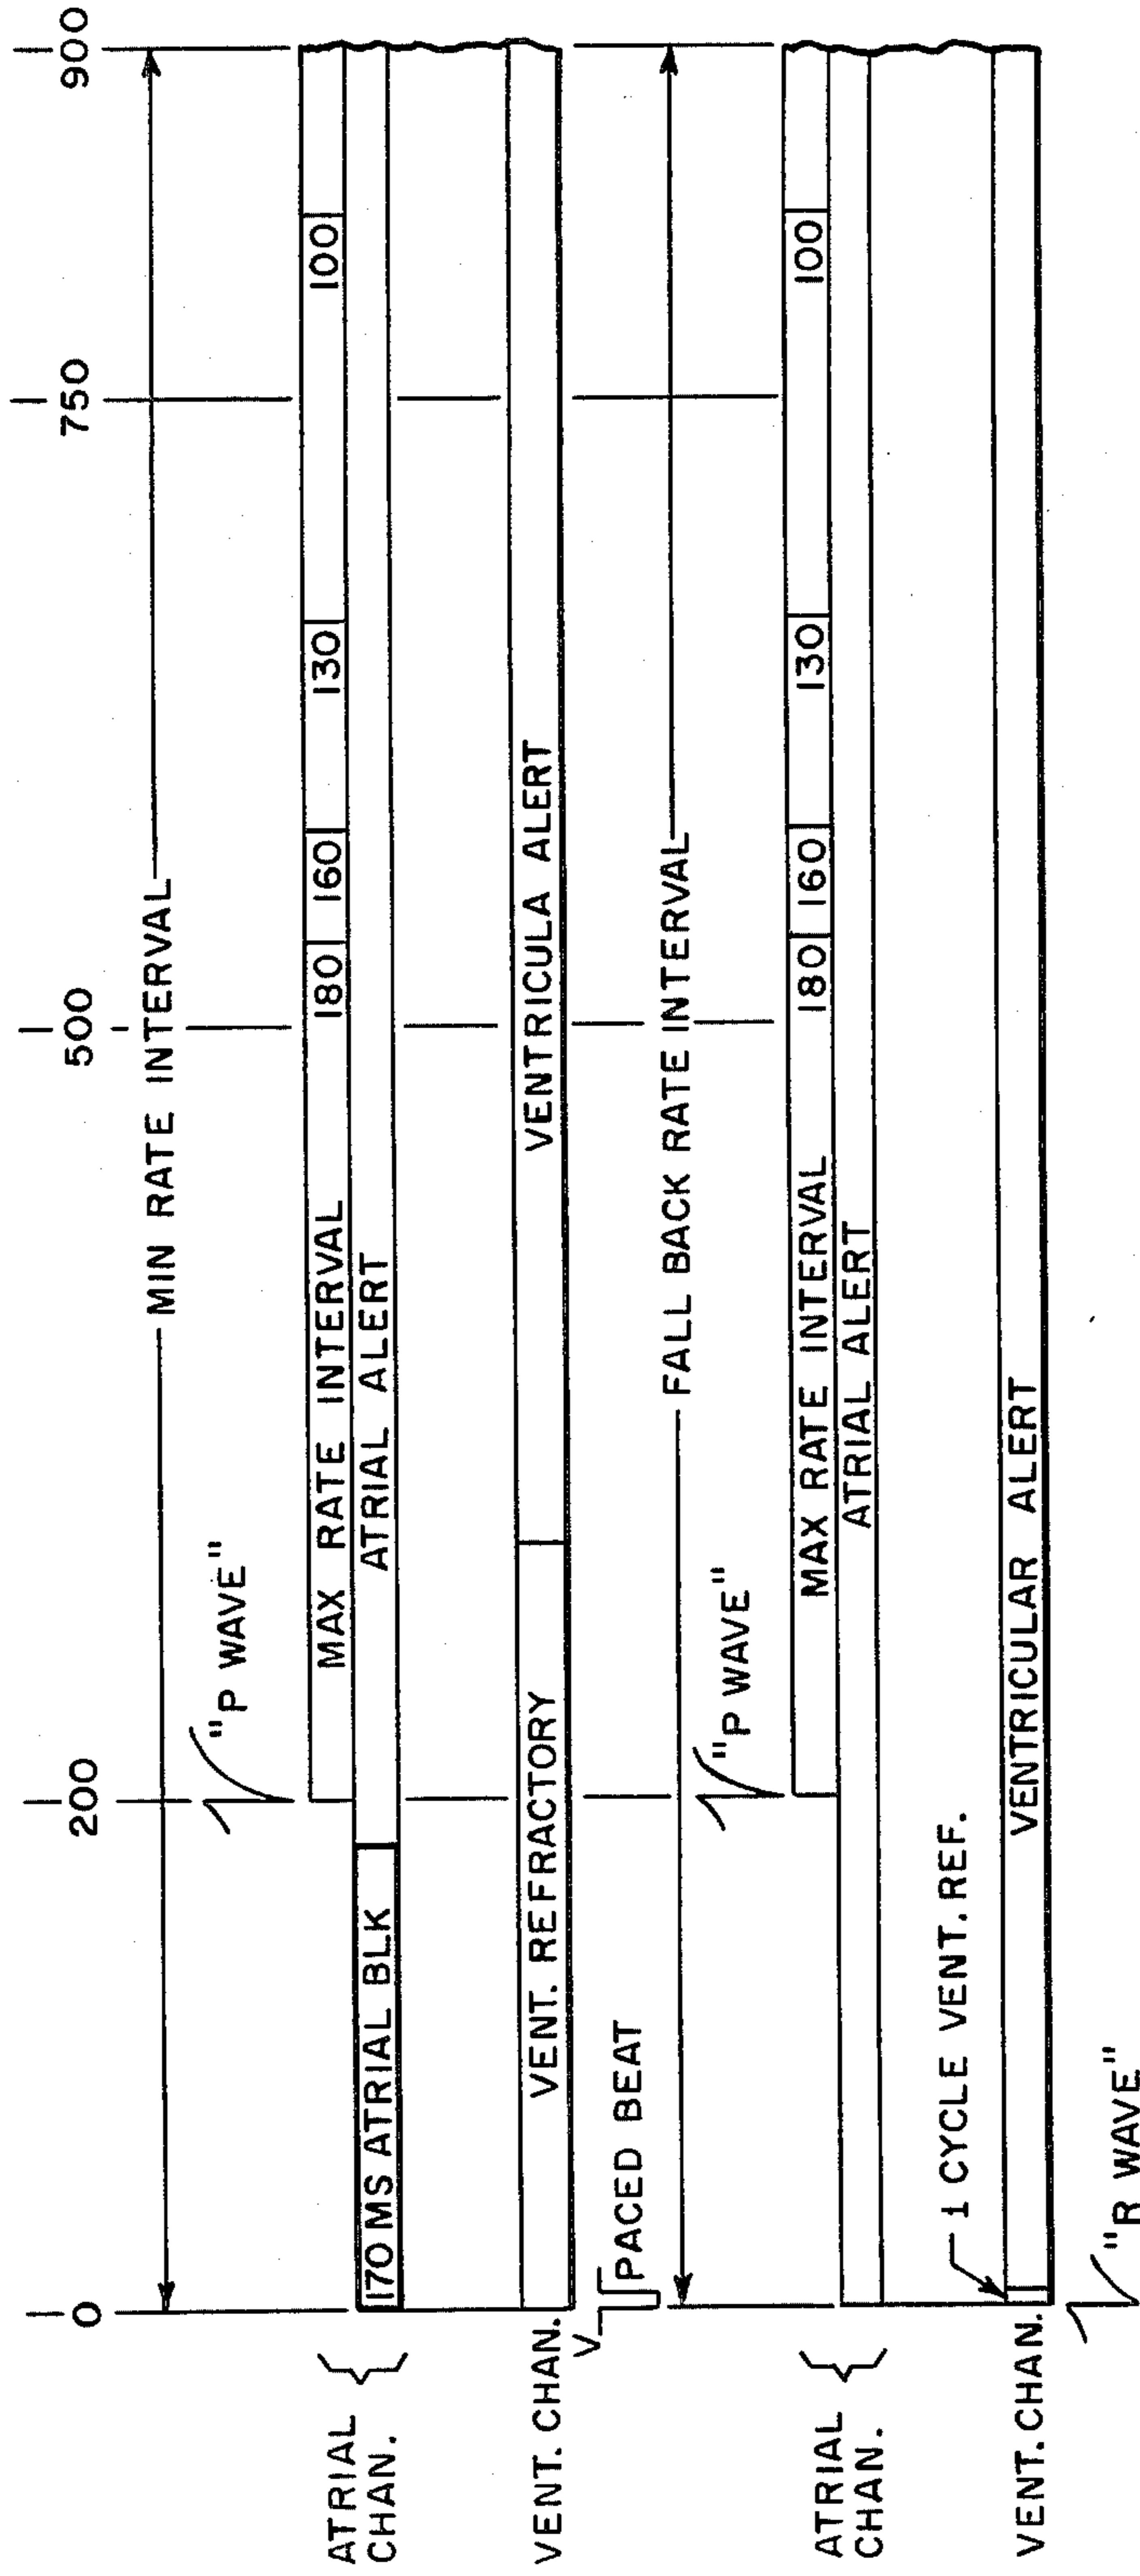 0 200 500 750 900
MIN RATE INTERVAL
"P WAVE"
ATRIAL
CHAN.
MAX RATE INTERVAL 180 160 130 100
170 MS ATRIAL BLK ATRIAL ALERT
VENT. CHAN. VENT. REFRACTORY VENTRICULA ALERT
V
PACED BEAT
FALL BACK RATE INTERVAL
"P WAVE"
ATRIAL
CHAN.
MAX RATE INTERVAL 180 160 130 100
ATRIAL ALERT
1 CYCLE VENT. REF.
VENT. CHAN. VENTRICULAR ALERT
"R WAVE"